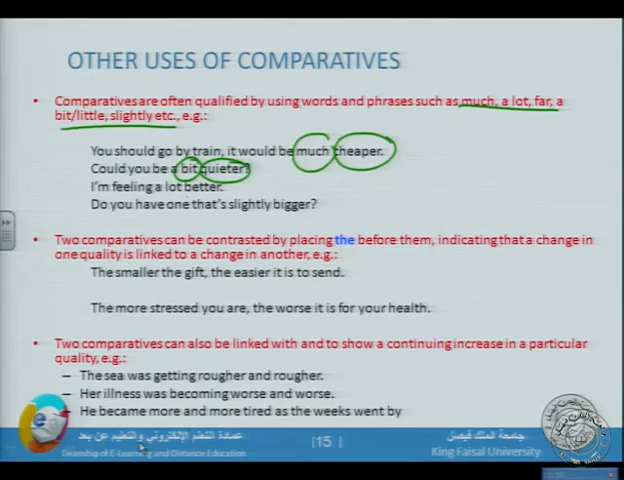 OTHER USES OF COMPARATIVES
• Comparatives are often qualified by using words and phrases such as much, a lot, far, a
bit/little, slightly etc., e.g.:
You should go by train, it would be much cheaper.
Could you be a bit quieter?
I'm feeling a lot better.
Do you have one that's slightly bigger?
• Two comparatives can be contrasted by placing the before them, indicating that a change in
one quality is linked to a change in another, e.g.:
The smaller the gift, the easier it is to send.
The more stressed you are, the worse it is for your health.
• Two comparatives can also be linked with and to show a continuing increase in a particular
quality, e.g.:
– The sea was getting rougher and rougher.
– Her illness was becoming worse and worse.
– He became more and more tired as the weeks went by
عمادة التعلم الإلكتروني والتعليم عن بعد
Deanship of E-Learning and Distance Education
| 15 |
جامعة الملك فيصل
King Faisal University